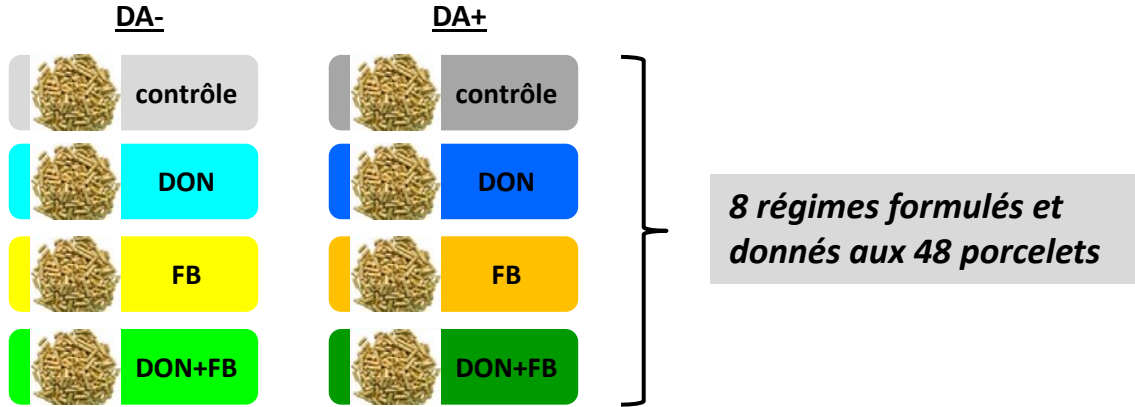 DA-
DA+
contrôle
contrôle
DON
DON
FB
FB
DON+FB
DON+FB
8 régimes formulés et
donnés aux 48 porcelets